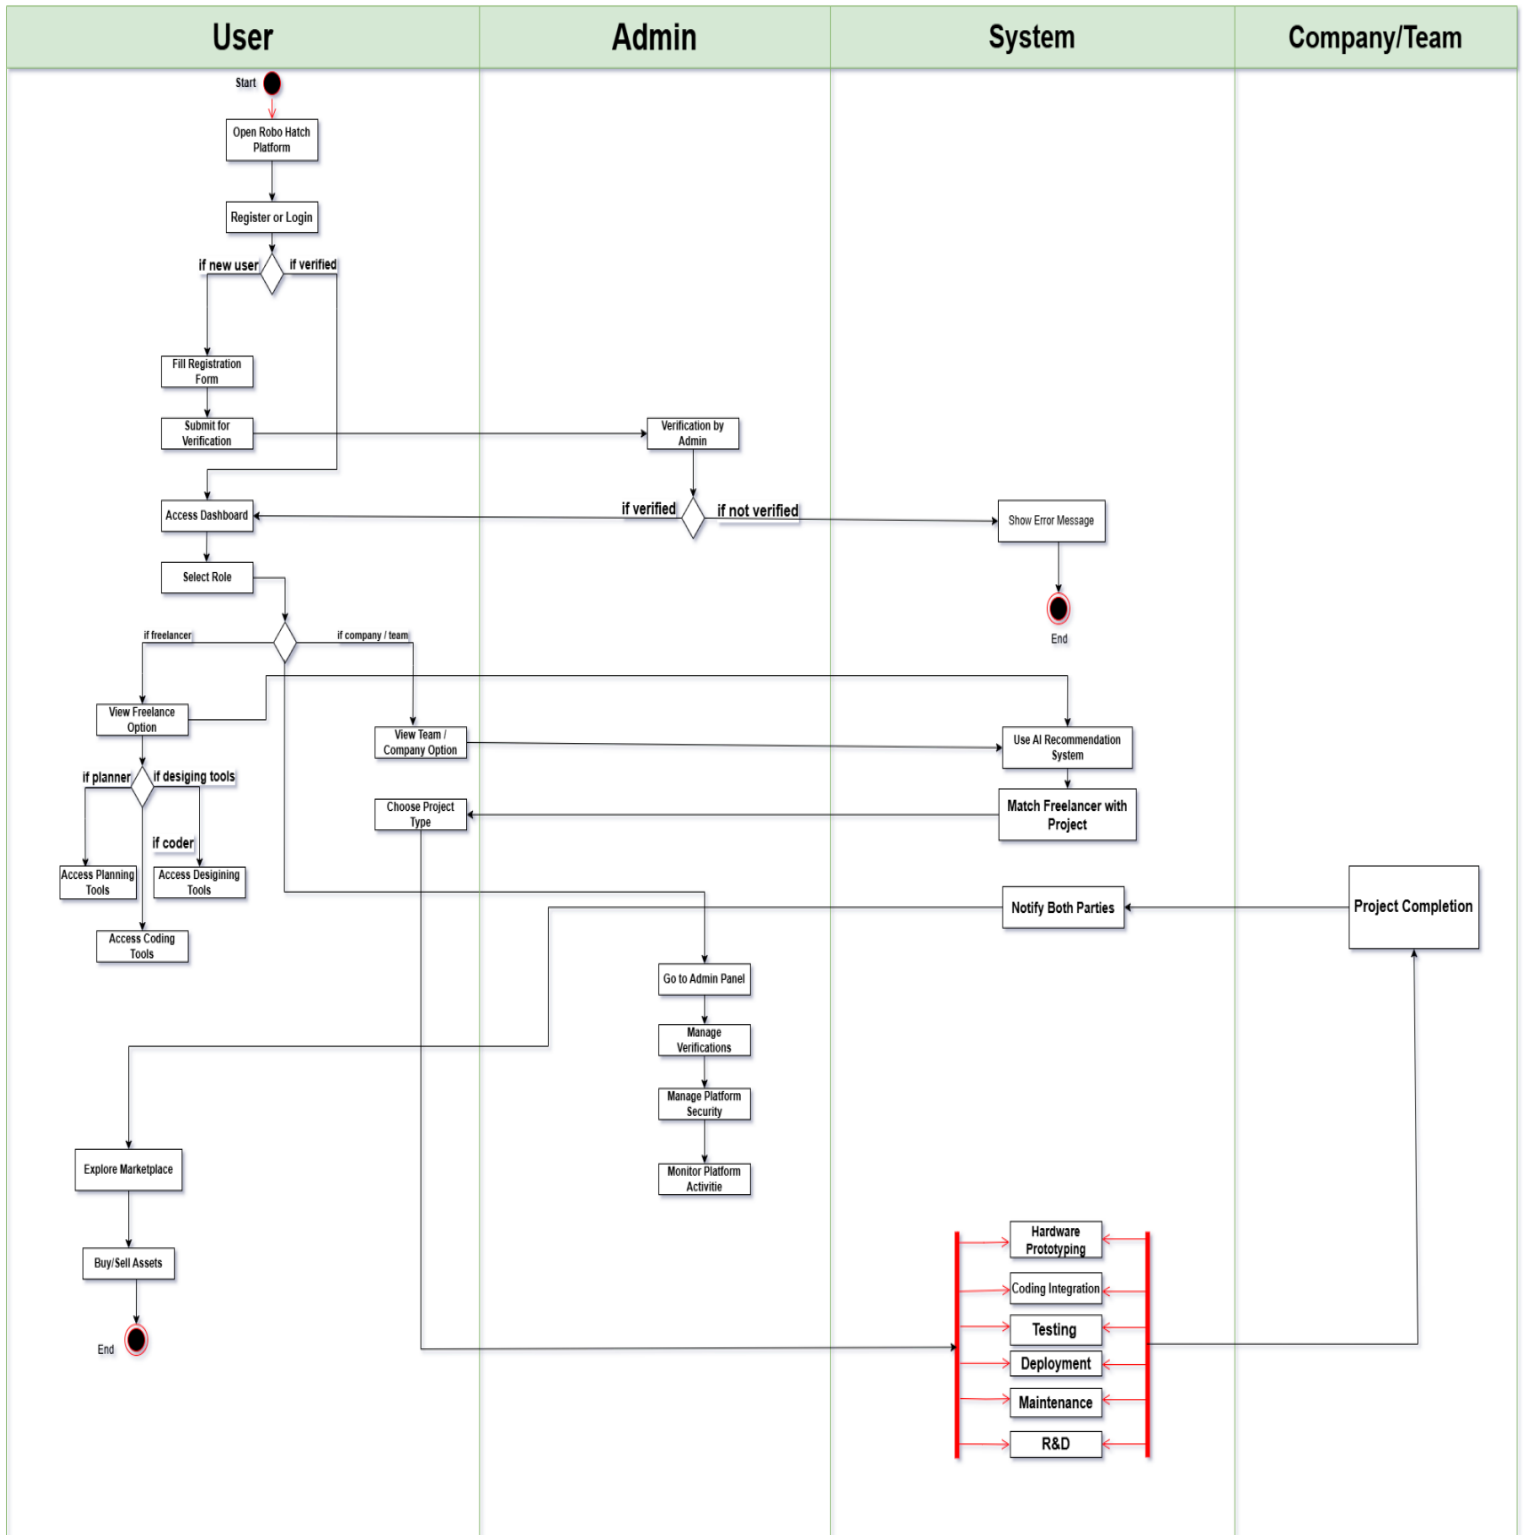 User
Admin
System
Company/Team
Start
Open Robo Hatch
Platform
Register or Login
if new user
if verified
Fill Registration
Form
Submit for
Verification
Verification by
Admin
Access Dashboard
if verified
if not verified
Show Error Message
Select Role
End
if freelancer
if company / team
View Freelance
Option
View Team /
Company Option
Use AI Recommendation
System
if planner
if desiging tools
Choose Project
Type
Match Freelancer with
Project
if coder
Access Planning
Tools
Access Desigining
Tools
Access Coding
Tools
Notify Both Parties
Project Completion
Go to Admin Panel
Manage
Verifications
Manage Platform
Security
Monitor Platform
Activitie
Explore Marketplace
Buy/Sell Assets
End
Hardware
Prototyping
Coding Integration
Testing
Deployment
Maintenance
R&D